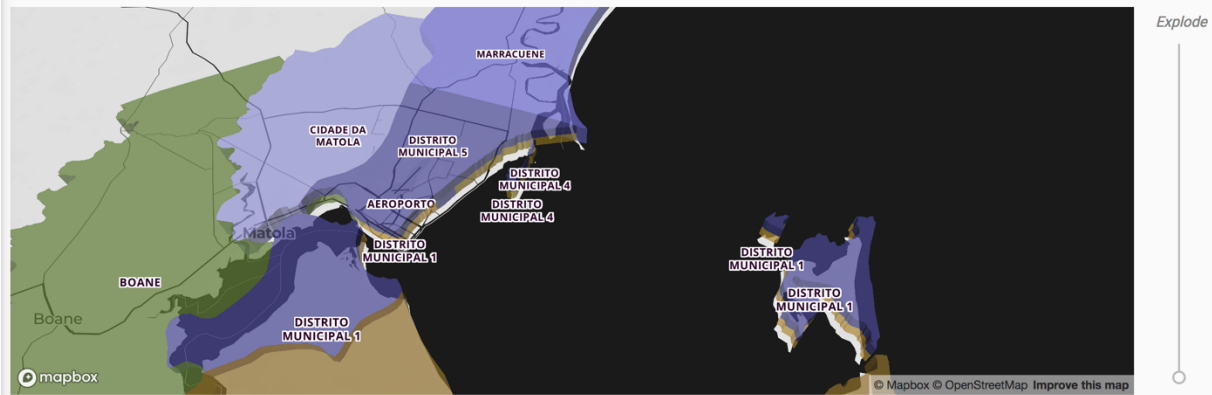 Explode
MARRACUENE
CIDADE DA
MATOLA
DISTRITO
MUNICIPAL 5
DISTRITO
MUNICIPAL 4
AEROPORTO
DISTRITO
MUNICIPAL 4
Matola
DISTRITO
MUNICIPAL 1
DISTRITO
MUNICIPAL 1
BOANE
DISTRITO
MUNICIPAL 1
Boane
DISTRITO
MUNICIPAL 1
mapbox
© Mapbox © OpenStreetMap Improve this map